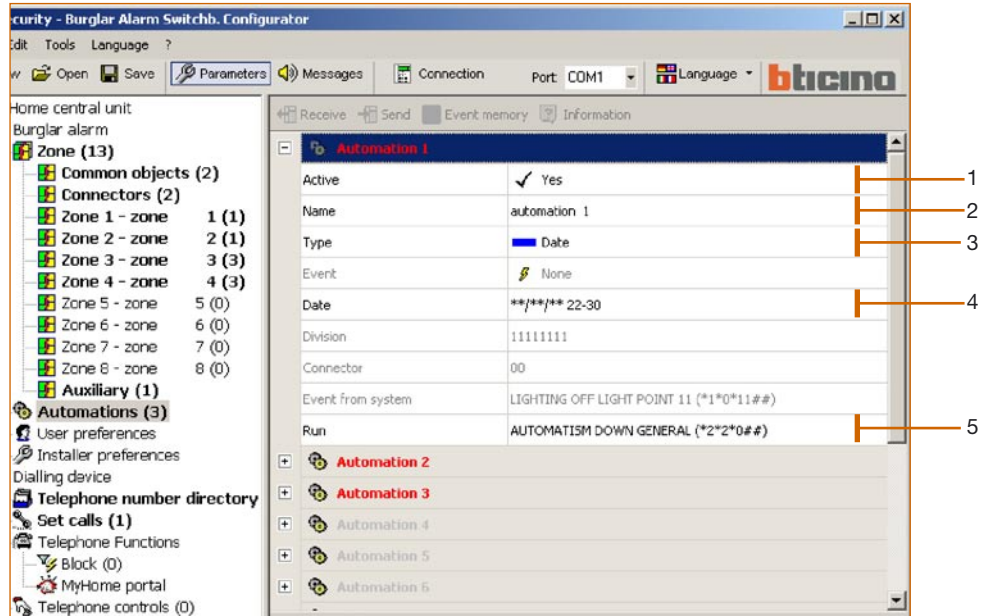 curity - Burglar Alarm Switchb. Configurator
Edit Tools Language ?
w Open Save Parameters Messages Connection Port COM1 Language bticino
Home central unit
Burglar alarm
Zone (13)
Common objects (2)
Connectors (2)
Zone 1 - zone 1 (1)
Zone 2 - zone 2 (1)
Zone 3 - zone 3 (3)
Zone 4 - zone 4 (3)
Zone 5 - zone 5 (0)
Zone 6 - zone 6 (0)
Zone 7 - zone 7 (0)
Zone 8 - zone 8 (0)
Auxiliary (1)
Automations (3)
User preferences
Installer preferences
Dialling device
Telephone number directory
Set calls (1)
Telephone Functions
Block (0)
MyHome portal
Telephone controls (0)
Receive Send Event memory Information
Automation 1
Active Yes 1
Name automation 1 2
Type Date 3
Event None
Date **/**/** 22-30 4
Division 11111111
Connector 00
Event from system LIGHTING OFF LIGHT POINT 11 (*1*0*11##)
Run AUTOMATISM DOWN GENERAL (*2*2*0##) 5
Automation 2
Automation 3
Automation 4
Automation 5
Automation 6